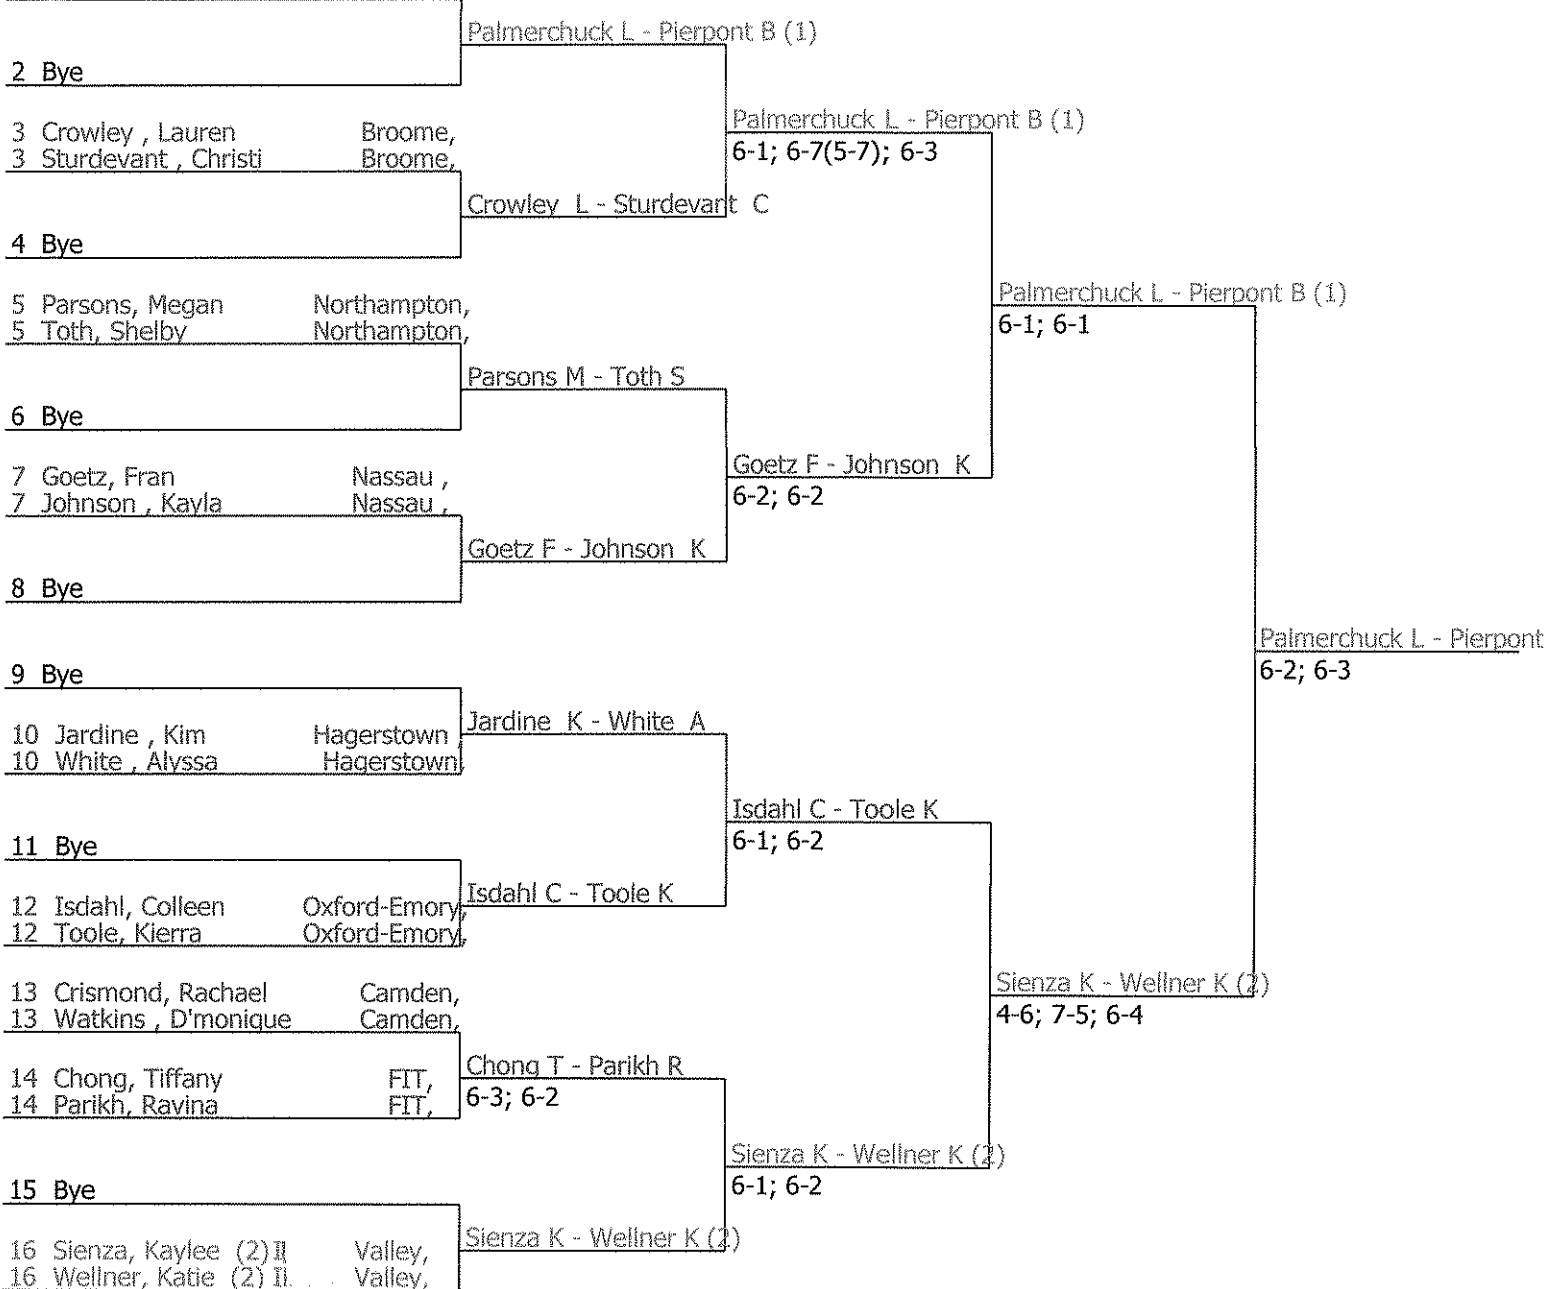 Palmerchuck L - Pierpont B (1)
2 Bye
3 Crowley , Lauren Broome,
3 Sturdevant , Christi Broome,
Palmerchuck L - Pierpont B (1)
6-1; 6-7(5-7); 6-3
Crowley L - Sturdevant C
4 Bye
5 Parsons, Megan Northampton,
5 Toth, Shelby Northampton,
Palmerchuck L - Pierpont B (1)
6-1; 6-1
Parsons M - Toth S
6 Bye
7 Goetz, Fran Nassau ,
7 Johnson , Kayla Nassau ,
Goetz F - Johnson K
6-2; 6-2
Goetz F - Johnson K
8 Bye
Palmerchuck L - Pierpont
6-2; 6-3
9 Bye
10 Jardine , Kim Hagerstown ,
10 White , Alyssa Hagerstown,
Jardine K - White A
Isdahl C - Toole K
6-1; 6-2
11 Bye
12 Isdahl, Colleen Oxford-Emory,
12 Toole, Kierra Oxford-Emory,
Isdahl C - Toole K
13 Crismond, Rachael Camden,
13 Watkins , D'monique Camden,
Sienza K - Wellner K (2)
4-6; 7-5; 6-4
14 Chong, Tiffany FIT,
14 Parikh, Ravina FIT,
Chong T - Parikh R
6-3; 6-2
Sienza K - Wellner K (2)
6-1; 6-2
15 Bye
Sienza K - Wellner K (2)
16 Sienza, Kaylee (2) Valley,
16 Wellner, Katie (2) Valley,